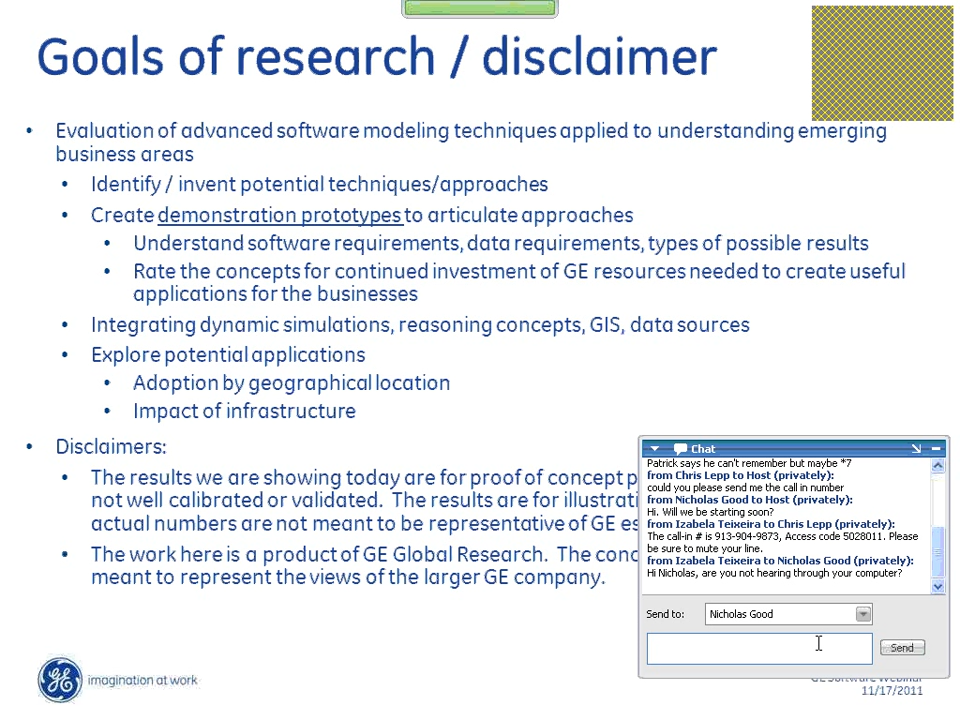 Goals of research / disclaimer
• Evaluation of advanced software modeling techniques applied to understanding emerging
business areas
• Identify / invent potential techniques/approaches
• Create demonstration prototypes to articulate approaches
• Understand software requirements, data requirements, types of possible results
• Rate the concepts for continued investment of GE resources needed to create useful
applications for the businesses
• Integrating dynamic simulations, reasoning concepts, GIS, data sources
• Explore potential applications
• Adoption by geographical location
• Impact of infrastructure
• Disclaimers:
• The results we are showing today are for proof of concept
not well calibrated or validated. The results are for
actual numbers are not meant to be representative of GE
• The work here is a product of GE Global Research. The
meant to represent the views of the larger GE company.
Chat
Patrick says he can't remember but maybe *7
from Chris Lepp to Host (privately):
could you please send me the call in number
from Nicholas Good to Host (privately):
Hi. Will we be starting soon?
from Izabela Teixeira to Chris Lepp (privately):
The call-in # is 913-904-9873, Access code 5028011. Please
be sure to mute your line.
from Izabela Teixeira to Nicholas Good (privately):
Hi Nicholas, are you not hearing through your computer?
Send to: Nicholas Good
Send
GE
imagination at work
GE Software Webinar
11/17/2011